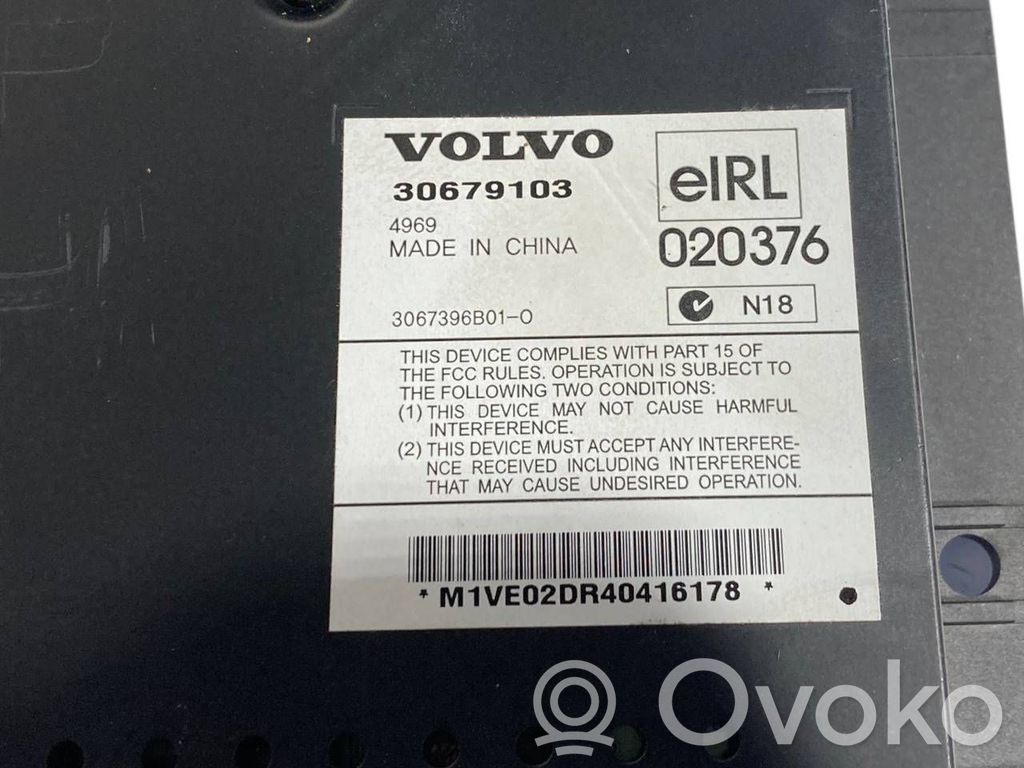 VOLVO
30679103
4969
MADE IN CHINA
3067396B01-O
eIRL
020376
N18
THIS DEVICE COMPLIES WITH PART 15 OF
THE FCC RULES. OPERATION IS SUBJECT TO
THE FOLLOWING TWO CONDITIONS:
(1) THIS DEVICE MAY NOT CAUSE HARMFUL
INTERFERENCE.
(2) THIS DEVICE MUST ACCEPT ANY INTERFERE-
NCE RECEIVED INCLUDING INTERFERENCE
THAT MAY CAUSE UNDESIRED OPERATION.
* M1VE02DR40416178 *
Ovoko